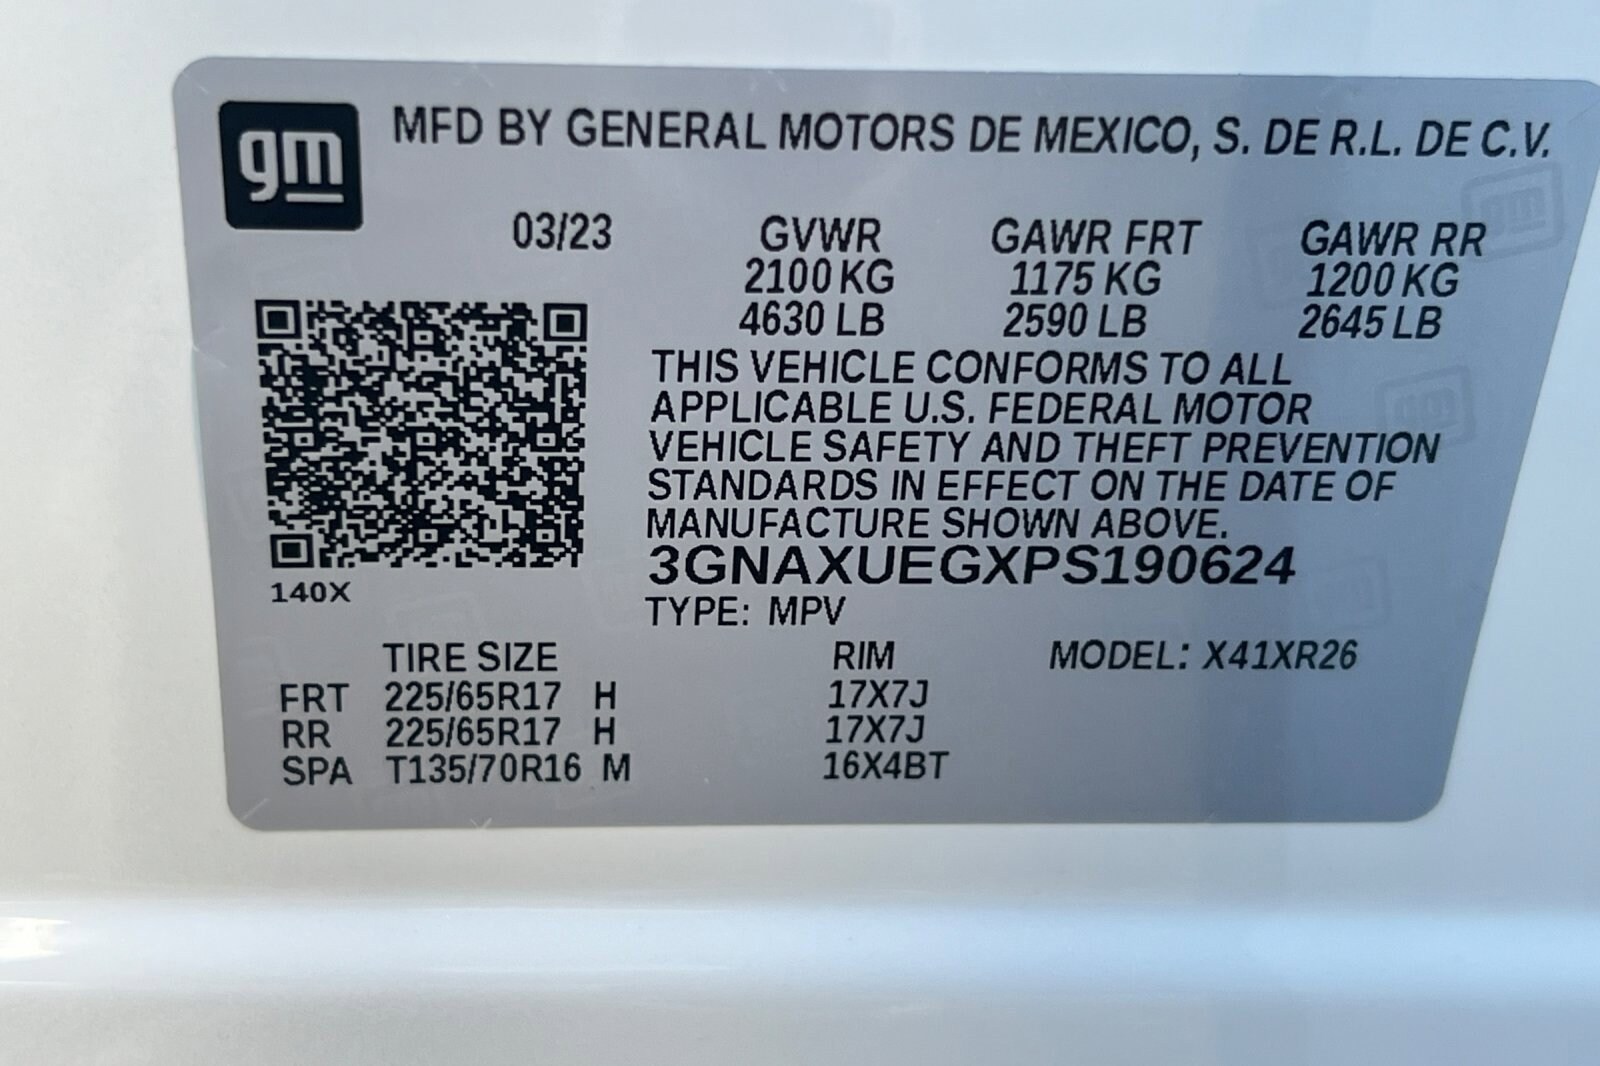 gm MFD BY GENERAL MOTORS DE MEXICO, S. DE R.L. DE C.V.
03/23 GVWR GAWR FRT GAWR RR
2100 KG 1175 KG 1200 KG
4630 LB 2590 LB 2645 LB
THIS VEHICLE CONFORMS TO ALL
APPLICABLE U.S. FEDERAL MOTOR
VEHICLE SAFETY AND THEFT PREVENTION
STANDARDS IN EFFECT ON THE DATE OF
MANUFACTURE SHOWN ABOVE.
3GNAXUEGXPS190624
140X
TYPE: MPV
TIRE SIZE RIM MODEL: X41XR26
FRT 225/65R17 H 17X7J
RR 225/65R17 H 17X7J
SPA T135/70R16 M 16X4BT